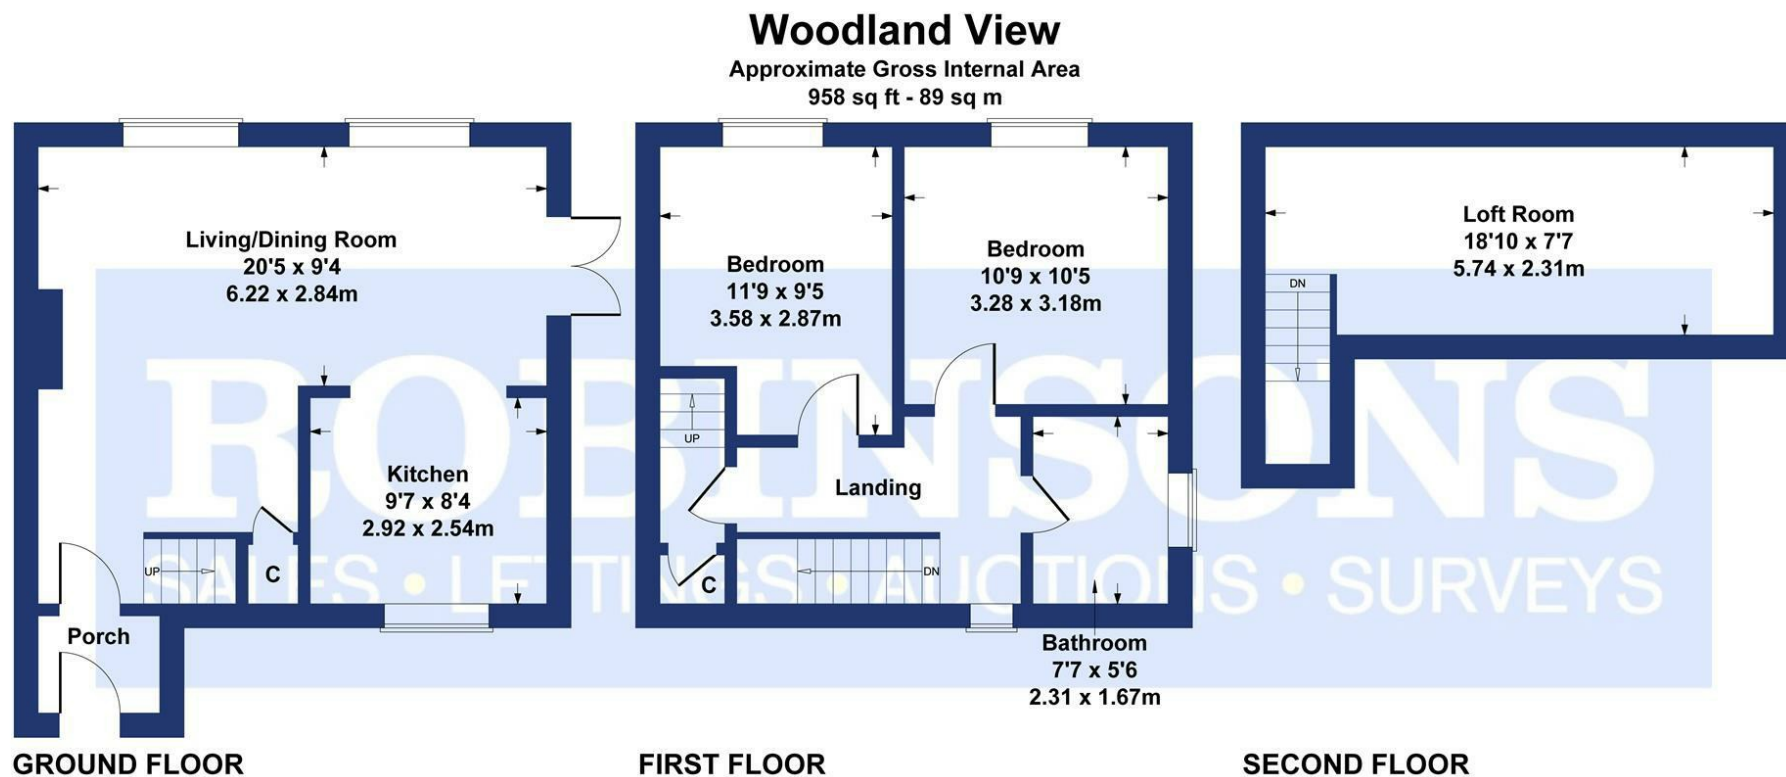 Woodland View
Approximate Gross Internal Area
958 sq ft - 89 sq m
Living/Dining Room
20'5 x 9'4
6.22 x 2.84m
Kitchen
9'7 x 8'4
2.92 x 2.54m
UP
C
Porch
GROUND FLOOR
Bedroom
11'9 x 9'5
3.58 x 2.87m
Bedroom
10'9 x 10'5
3.28 x 3.18m
UP
Landing
C
DN
Bathroom
7'7 x 5'6
2.31 x 1.67m
FIRST FLOOR
Loft Room
18'10 x 7'7
5.74 x 2.31m
DN
SECOND FLOOR
ROBINSONS
SALES • LETTINGS • AUCTIONS • SURVEYS